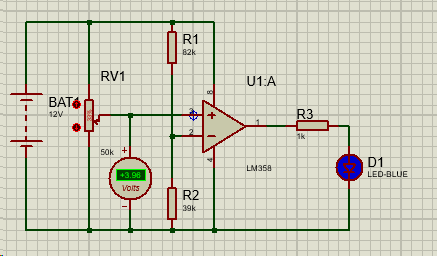 R1
82k
RV1
U1:A
BAT1
12V
8
3
+
1
R3
1k
2
−
50k
+
4
D1
LED-BLUE
LM358
+3.96
Volts
−
R2
39k